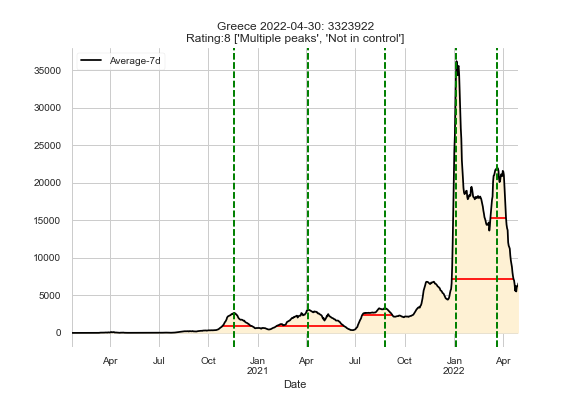 Greece 2022-04-30: 3323922
Rating:8 ['Multiple peaks', 'Not in control']
Average-7d
35000
30000
25000
20000
15000
10000
5000
0
Apr Jul Oct Jan Apr Jul Oct Jan Apr
2021 2022
Date